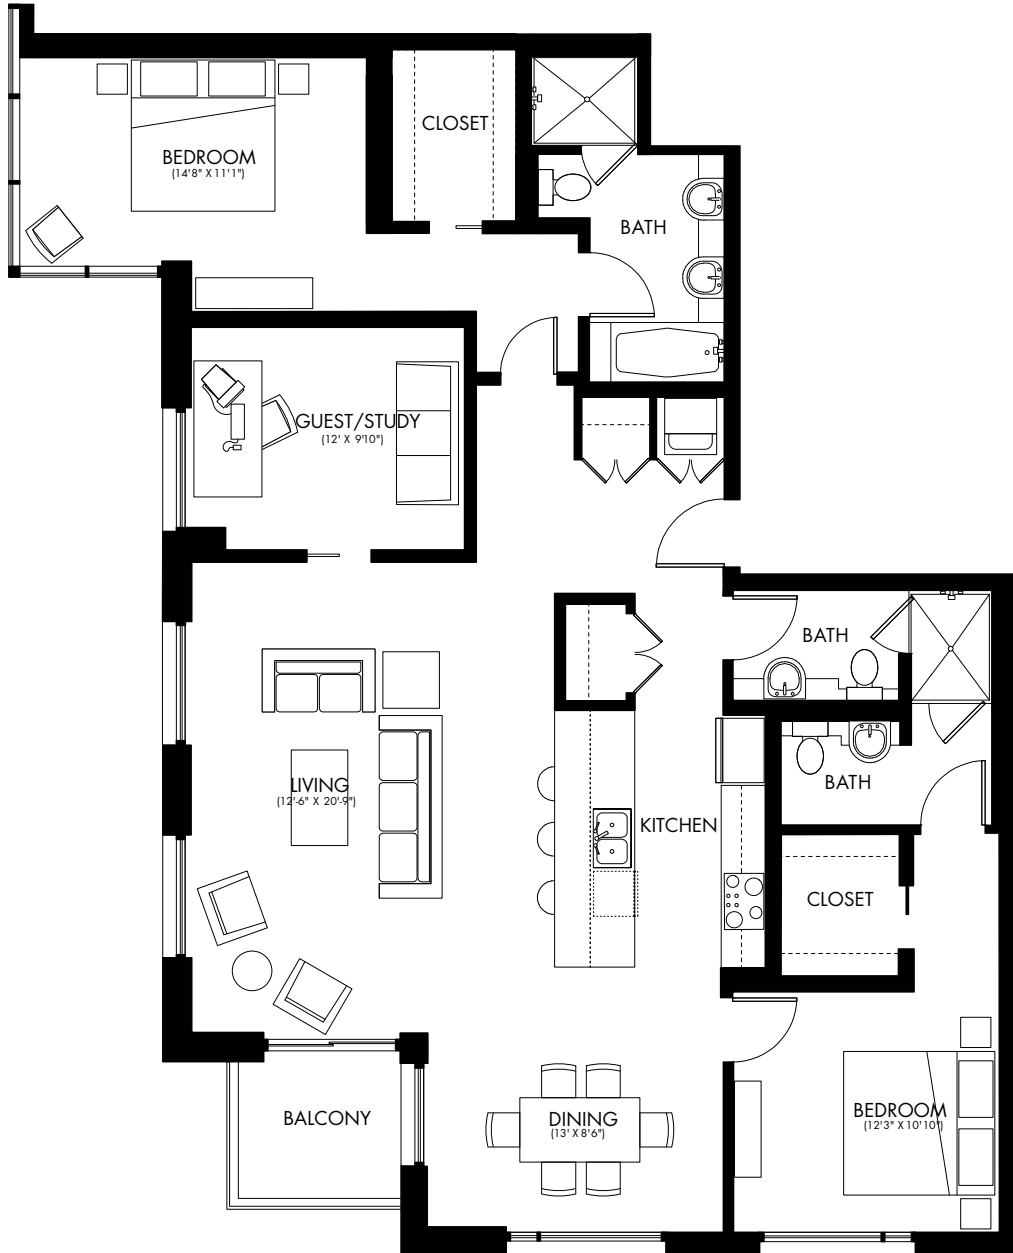 CLOSET
BEDROOM
(14'8" X 11'1")
BATH
GUEST/STUDY
(12' X 9'10")
BATH
LIVING
(12'-6" X 20'-9")
BATH
KITCHEN
CLOSET
BALCONY
DINING
(13' X 8'6")
BEDROOM
(12'3" X 10'10")